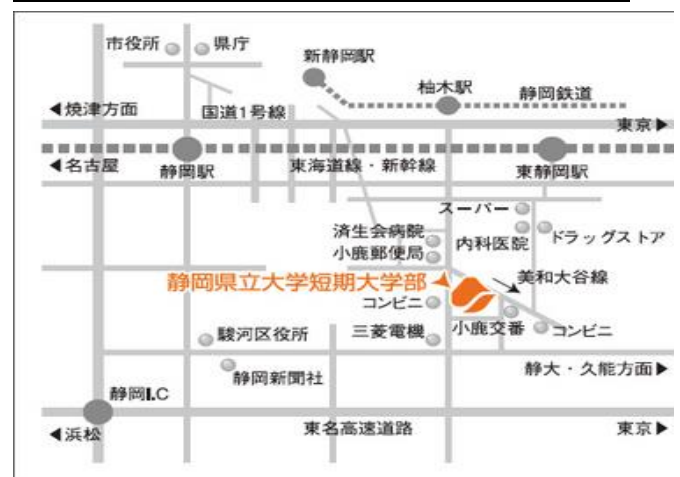 市役所
県庁
新静岡駅
柚木駅
静岡鉄道
◀焼津方面
国道1号線
東京▶
◀名古屋
静岡駅
東海道線・新幹線
東静岡駅
スーパー
済生会病院
内科医院
ドラッグストア
小鹿郵便局
静岡県立大学短期大学部
美和大谷線
コンビニ
駿河区役所
三菱電機
小鹿交番
コンビニ
静岡新聞社
静大・久能方面▶
静岡I.C
◀浜松
東名高速道路
東京▶